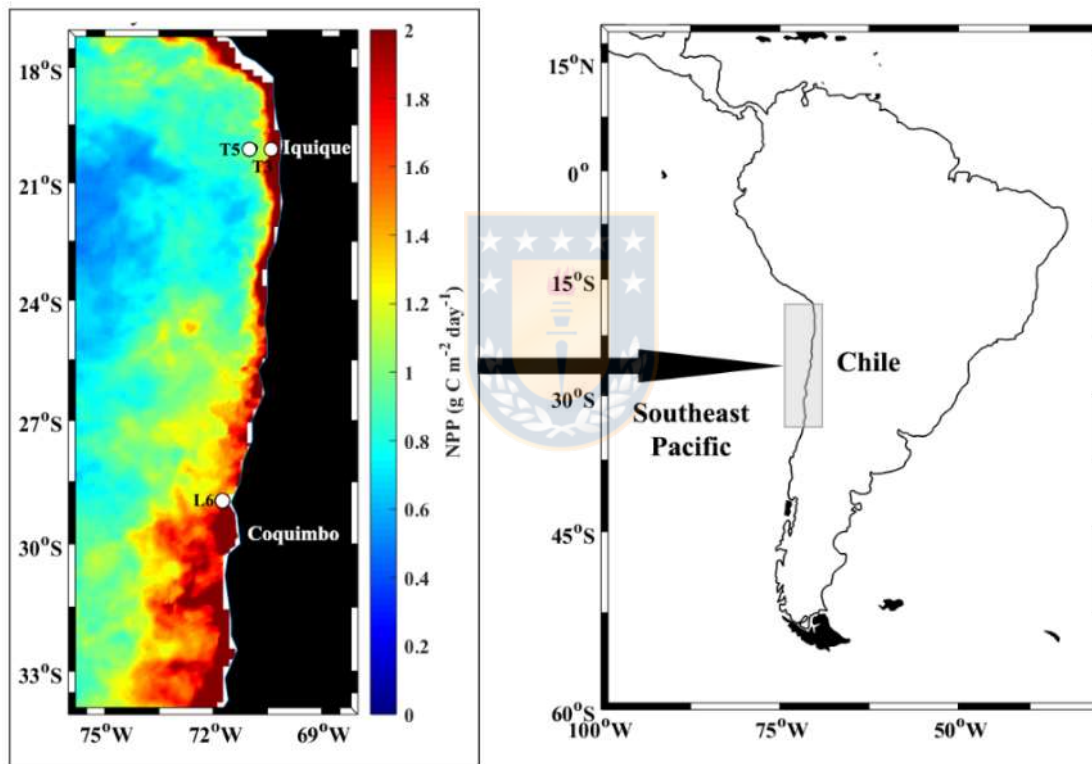 18°S
21°S
24°S
27°S
30°S
33°S
75°W 72°W 69°W
T5
T3
Iquique
L6
Coquimbo
2
1.8
1.6
1.4
1.2
1
0.8
0.6
0.4
0.2
0
NPP (g C m⁻² day⁻¹)
15°N
0°
15°S
30°S
45°S
60°S
100°W 75°W 50°W
Chile
Southeast
Pacific